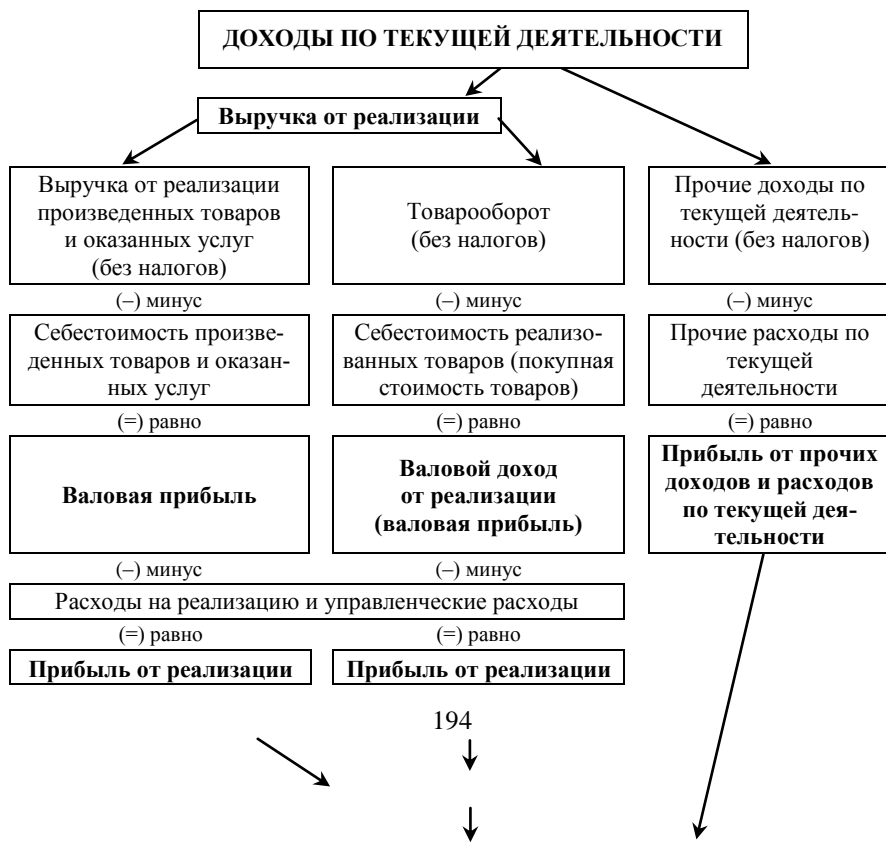 ДОХОДЫ ПО ТЕКУЩЕЙ ДЕЯТЕЛЬНОСТИ
Выручка от реализации
Выручка от реализации
произведенных товаров
и оказанных услуг
(без налогов)
Товарооборот
(без налогов)
Прочие доходы по
текущей деятель-
ности (без налогов)
(–) минус
(–) минус
(–) минус
Себестоимость произве-
денных товаров и оказан-
ных услуг
Себестоимость реализо-
ванных товаров (покупная
стоимость товаров)
Прочие расходы по
текущей
деятельности
(=) равно
(=) равно
(=) равно
Валовая прибыль
Валовой доход
от реализации
(валовая прибыль)
Прибыль от прочих
доходов и расходов
по текущей дея-
тельности
(–) минус
(–) минус
Расходы на реализацию и управленческие расходы
(=) равно
(=) равно
Прибыль от реализации
Прибыль от реализации
194